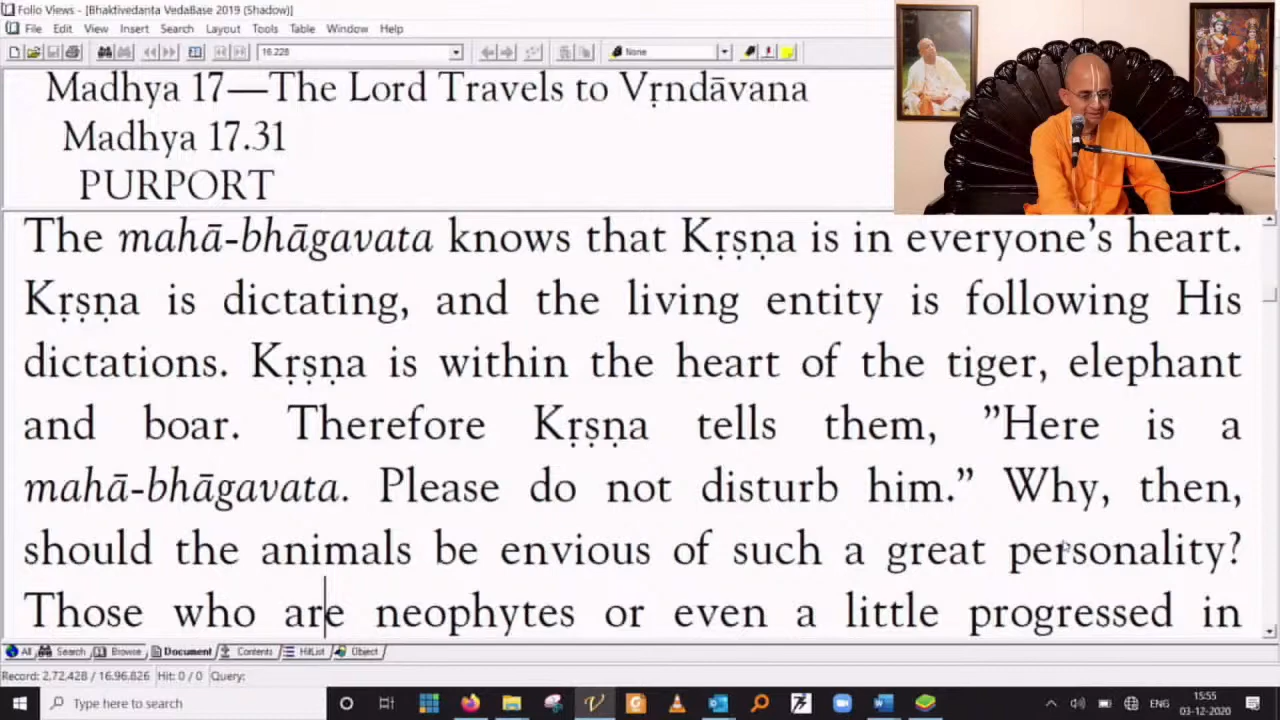 Folio Views - [Bhaktivedanta VedaBase 2019 (Shadow)]
File Edit View Insert Search Layout Tools Table Window Help
16.228
None
Madhya 17—The Lord Travels to Vṛndāvana
Madhya 17.31
PURPORT
The mahā-bhāgavata knows that Kṛṣṇa is in everyone’s heart.
Kṛṣṇa is dictating, and the living entity is following His
dictations. Kṛṣṇa is within the heart of the tiger, elephant
and boar. Therefore Kṛṣṇa tells them, ”Here is a
mahā-bhāgavata. Please do not disturb him.” Why, then,
should the animals be envious of such a great personality?
Those who are neophytes or even a little progressed in
All Search Browse Document Contents HitList Object
Record: 2,72,428 / 16.96.826 Hit: 0 / 0 Query:
Type here to search
ENG
15:55
03-12-2020